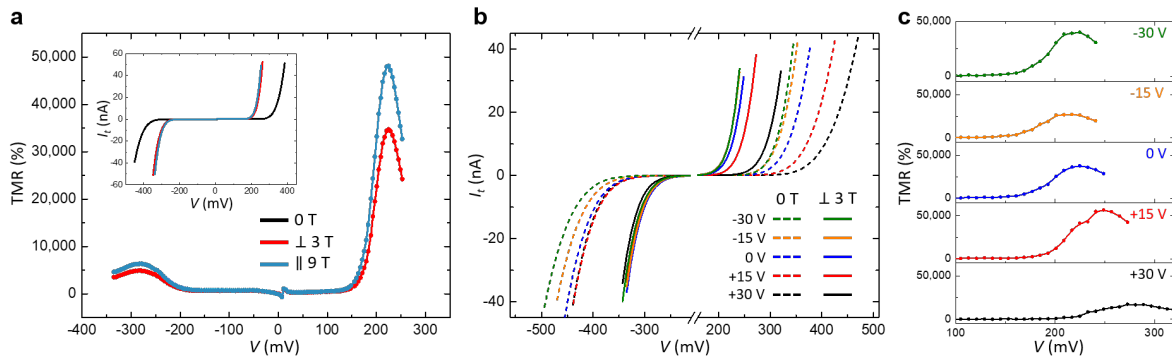 a
TMR (%)
50,000
40,000
30,000
20,000
10,000
0
-400 -300 -200 -100 0 100 200 300
V (mV)
It (nA)
60
40
20
0
-20
-40
-60
-400 -200 0 200 400
V (mV)
0 T
⊥ 3 T
|| 9 T
b
It (nA)
40
20
0
-20
-40
-500 -400 -300 200 300 400 500
V (mV)
0 T ⊥ 3 T
-30 V
-15 V
0 V
+15 V
+30 V
c
TMR (%)
50,000
0
-30 V
50,000
0
-15 V
50,000
0
0 V
50,000
0
+15 V
50,000
0
+30 V
100 200 300
V (mV)